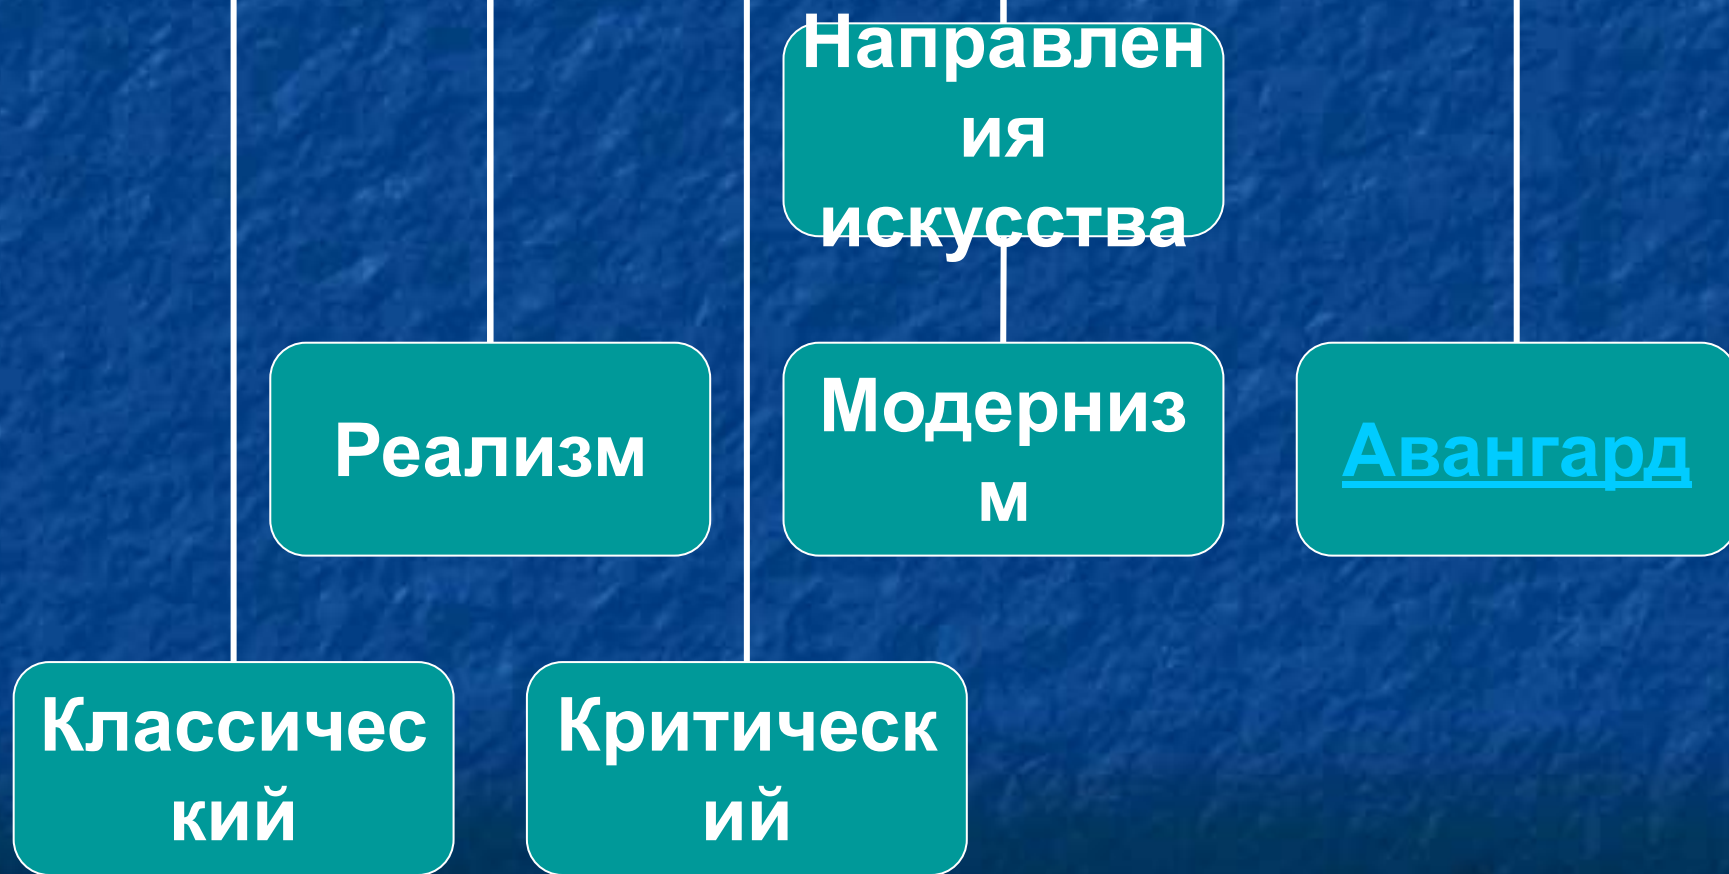 Направлен
ия
искусства
Реализм
Модерниз
м
Авангард
Классичес
кий
Критическ
ий